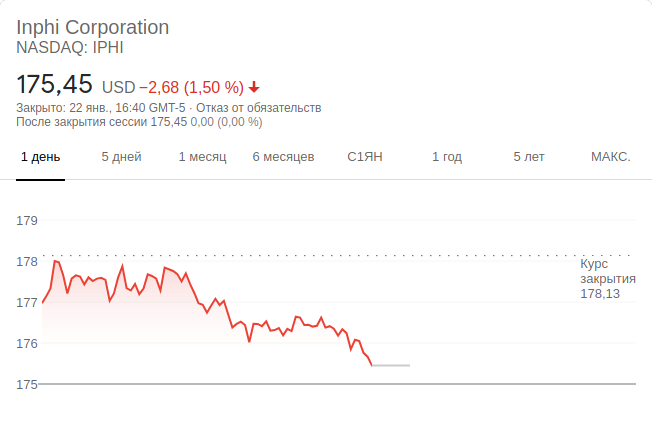 Inphi Corporation
NASDAQ: IPHI
175,45 USD −2,68 (1,50 %)
Закрыто: 22 янв., 16:40 GMT-5 · Отказ от обязательств
После закрытия сессии 175,45 0,00 (0,00 %)
1 день 5 дней 1 месяц 6 месяцев С1ЯН 1 год 5 лет МАКС.
179
178
177
176
175
Курс
закрытия
178,13